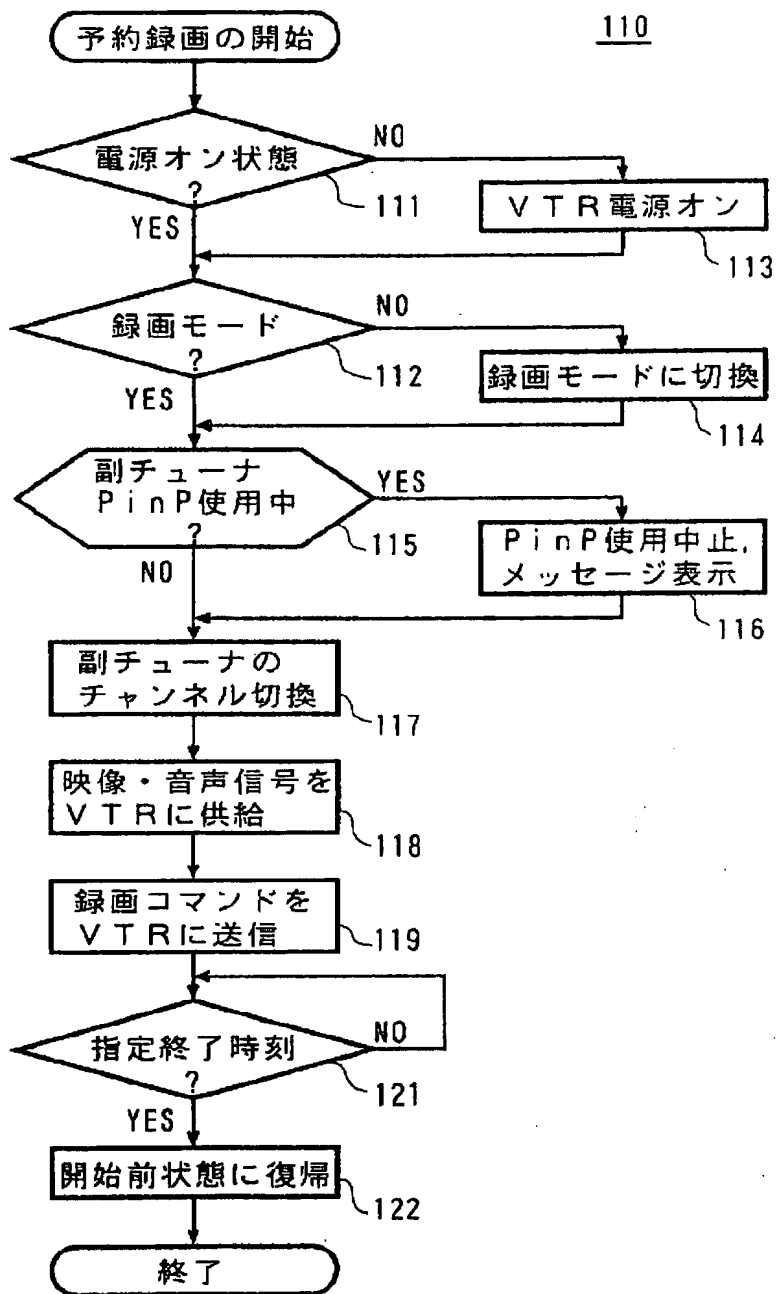 予約録画の開始
110
電源オン状態
?
NO
YES
111
VTR電源オン
113
録画モード
?
NO
YES
112
録画モードに切換
114
副チューナ
PinP使用中
?
YES
NO
115
PinP使用中止,
メッセージ表示
116
副チューナの
チャンネル切換
117
映像・音声信号を
VTRに供給
118
録画コマンドを
VTRに送信
119
指定終了時刻
?
NO
YES
121
開始前状態に復帰
122
終了